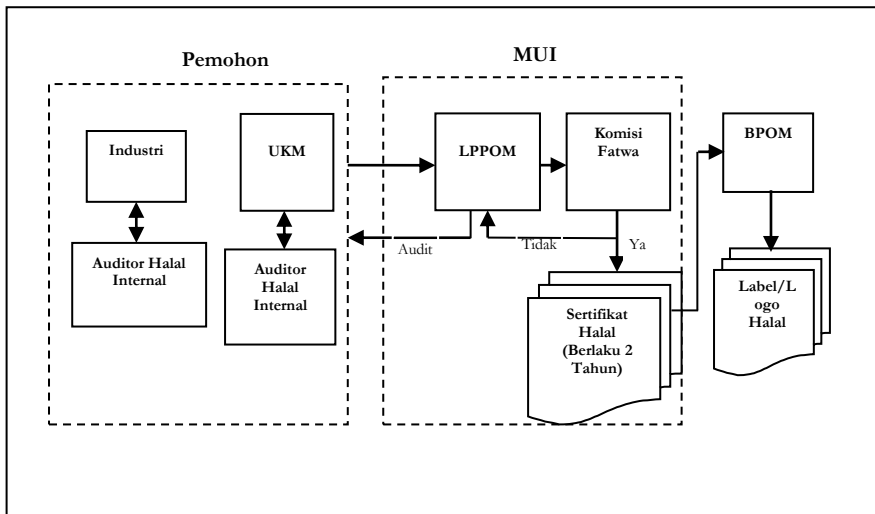 Pemohon
MUI
Industri
UKM
LPPOM
Komisi
Fatwa
BPOM
Auditor Halal
Internal
Auditor
Halal
Internal
Audit
Tidak
Ya
Sertifikat
Halal
(Berlaku 2
Tahun)
Label/L
ogo
Halal